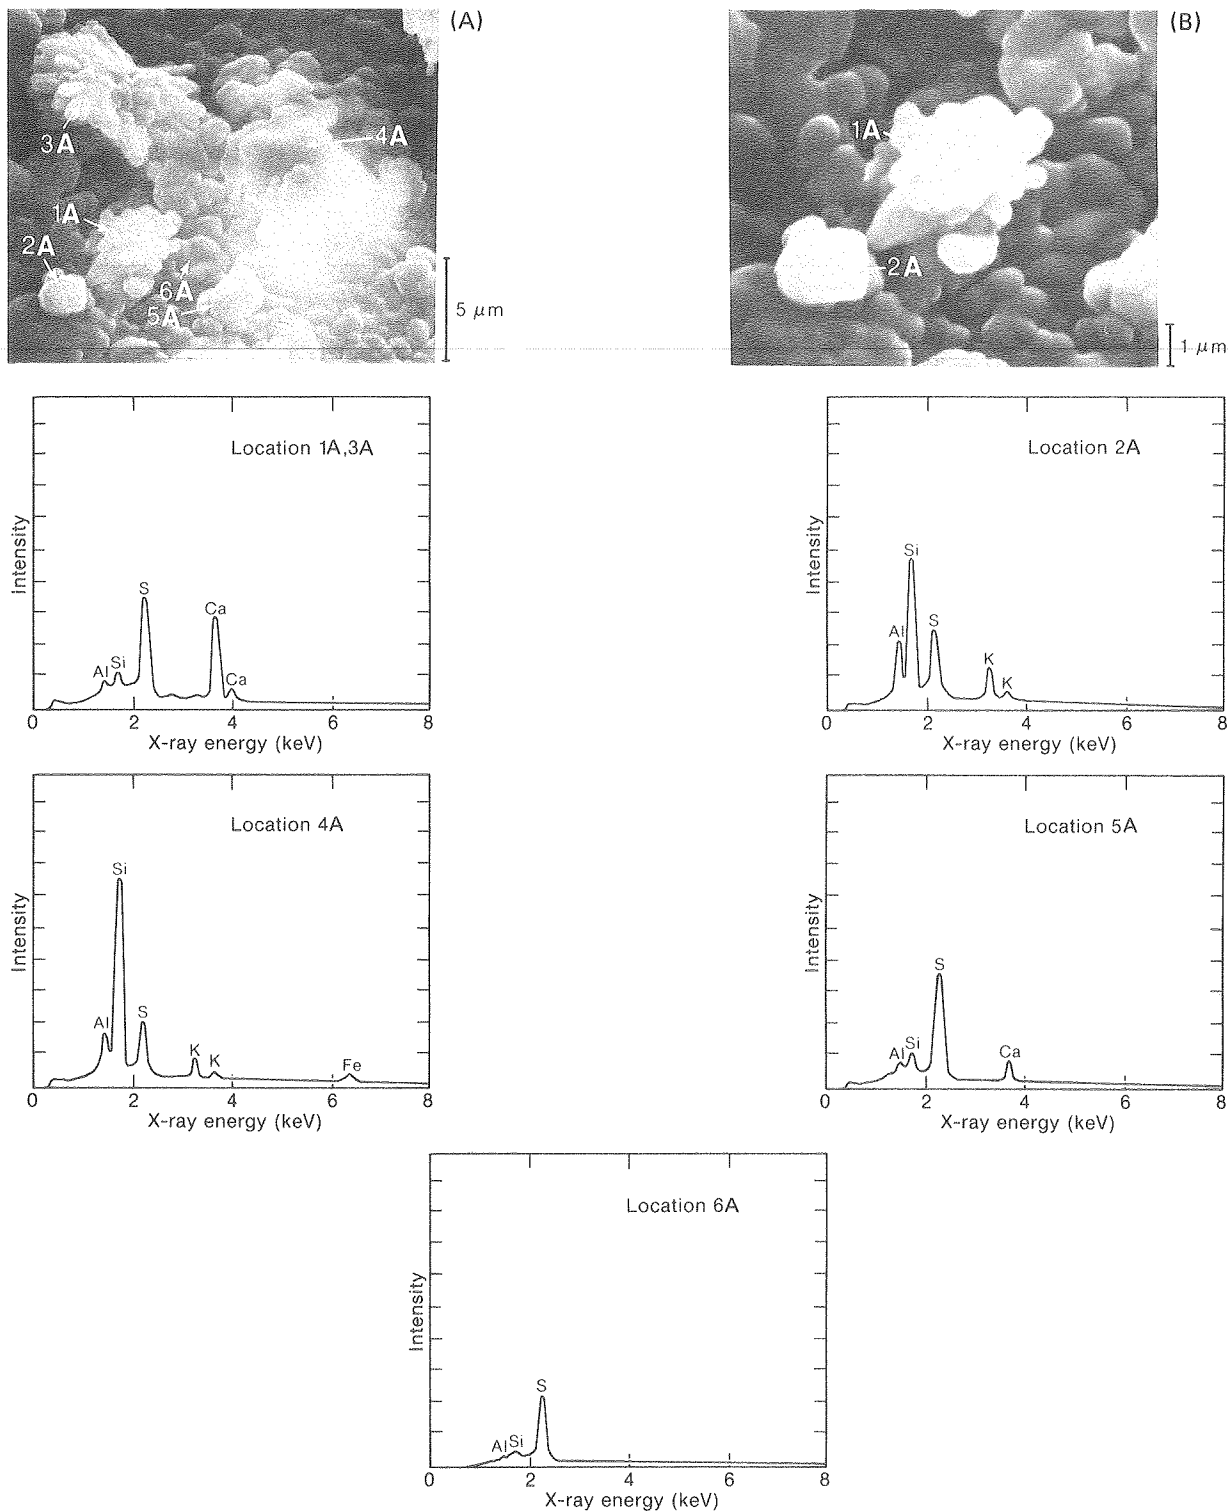 (A)
3A
4A
1A
2A
6A
5A
5 μm
(B)
1A
2A
1 μm
Location 1A,3A
Intensity
Al
Si
S
Ca
Ca
0
2
4
6
8
X-ray energy (keV)
Location 2A
Intensity
Al
Si
S
K
K
0
2
4
6
8
X-ray energy (keV)
Location 4A
Intensity
Al
Si
S
K
K
Fe
0
2
4
6
8
X-ray energy (keV)
Location 5A
Intensity
Al
Si
S
Ca
0
2
4
6
8
X-ray energy (keV)
Location 6A
Intensity
Al
Si
S
0
2
4
6
8
X-ray energy (keV)